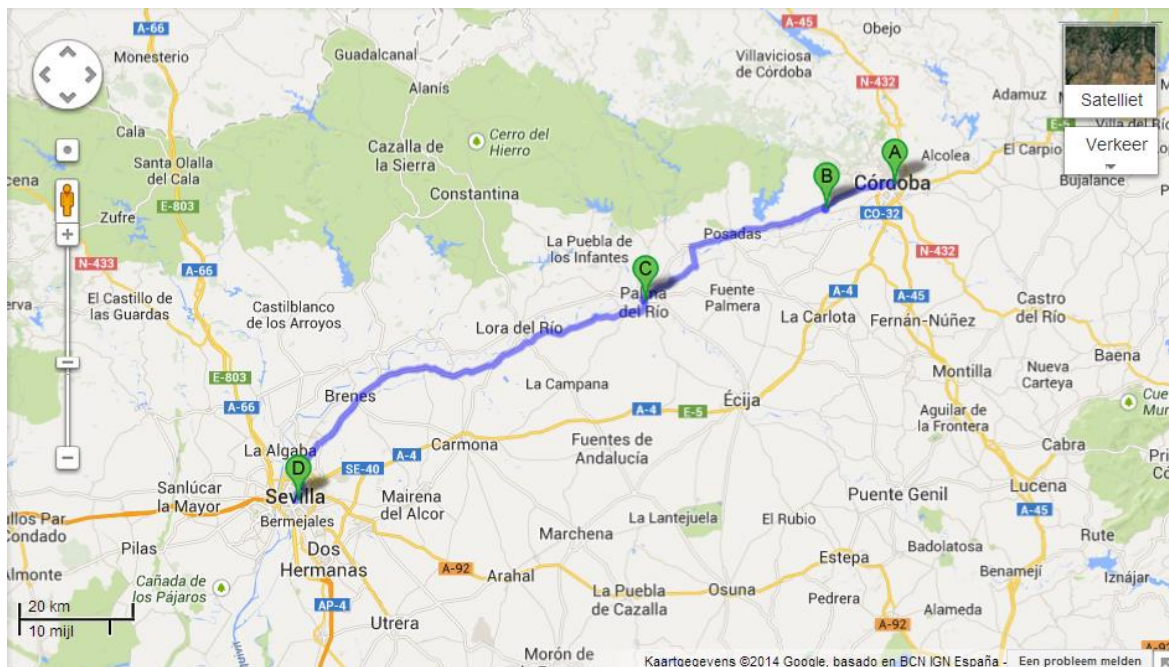 A-66
A-45
Obejo
Monesterio
Guadalcanal
Villaviciosa
de Córdoba
N-432
Satelliet
Alanís
Adamuz
E-5
Villa del Río
Cala
Cazalla de
la Sierra
Cerro del
Hierro
A
Alcolea
El Carpio
Verkeer
Santa Olalla
del Cala
Constantina
B
Córdoba
Bujalance
E-803
Zufre
CO-32
Posadas
La Puebla de
los Infantes
N-432
N-433
A-66
C
El Castillo de
las Guardas
Castilblanco
de los Arroyos
Palma
del Río
Fuente
Palmera
A-4
A-45
Castro
del Río
Lora del Río
La Carlota
Fernán-Núñez
Baena
E-803
La Campana
Montilla
Nueva
Carteya
Brenes
Écija
A-66
A-4
E-5
Aguilar de
la Frontera
La Algaba
A-4
Carmona
Fuentes de
Andalucía
Cabra
D
SE-40
Sanlúcar
la Mayor
Sevilla
Mairena
del Alcor
Puente Genil
Lucena
Bermejales
La Lantejuela
El Rubio
A-45
Condado
Pilas
Marchena
Rute
Dos
Hermanas
Badolatosa
Estepa
A-92
Arahal
Benamejí
Iznájar
Almonte
Cañada de
los Pájaros
La Puebla
de Cazalla
Osuna
Pedrera
Alameda
20 km
10 mijl
AP-4
Utrera
A-92
Morón de
Kaartgegevens ©2014 Google, basado en BCN IGN España - Een probleem melden